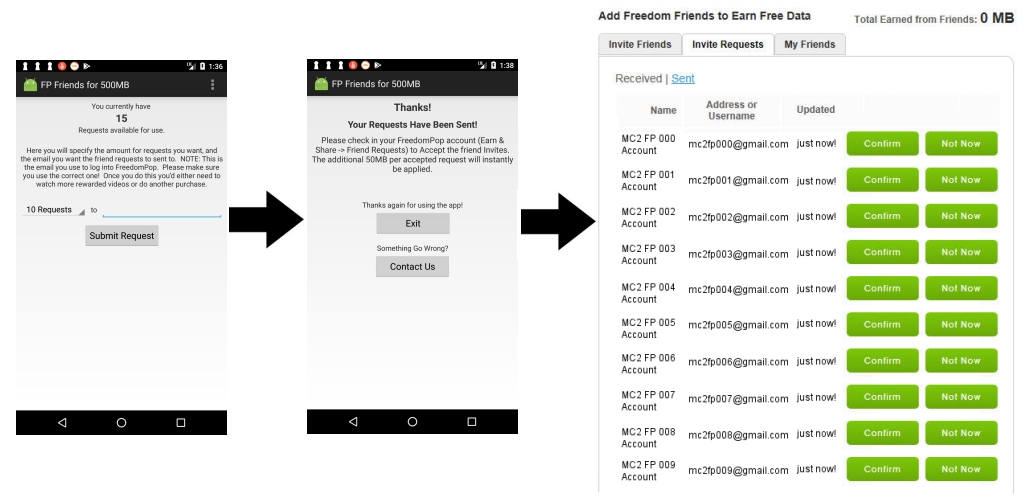 1:36
FP Friends for 500MB
You currently have
15
Requests available for use.
Here you will specify the amount for requests you want, and
the email you want the friend requests to sent to. NOTE: This is
the email you use to log into FreedomPop. Please make sure
you use the correct one! Once you do this you'd either need to
watch more rewarded videos or do another purchase.
10 Requests to
Submit Request
1:38
FP Friends for 500MB
Thanks!
Your Requests Have Been Sent!
Please check in your FreedomPop account (Earn &
Share -> Friend Requests) to Accept the friend Invites.
The additional 50MB per accepted request will instantly
be applied.
Thanks again for using the app!
Exit
Something Go Wrong?
Contact Us
Add Freedom Friends to Earn Free Data Total Earned from Friends: 0 MB
Invite Friends Invite Requests My Friends
Received | Sent
Name Address or Updated
Username
MC2 FP 000 mc2fp000@gmail.com just now! Confirm Not Now
Account
MC2 FP 001 mc2fp001@gmail.com just now! Confirm Not Now
Account
MC2 FP 002 mc2fp002@gmail.com just now! Confirm Not Now
Account
MC2 FP 003 mc2fp003@gmail.com just now! Confirm Not Now
Account
MC2 FP 004 mc2fp004@gmail.com just now! Confirm Not Now
Account
MC2 FP 005 mc2fp005@gmail.com just now! Confirm Not Now
Account
MC2 FP 006 mc2fp006@gmail.com just now! Confirm Not Now
Account
MC2 FP 007 mc2fp007@gmail.com just now! Confirm Not Now
Account
MC2 FP 008 mc2fp008@gmail.com just now! Confirm Not Now
Account
MC2 FP 009 mc2fp009@gmail.com just now! Confirm Not Now
Account